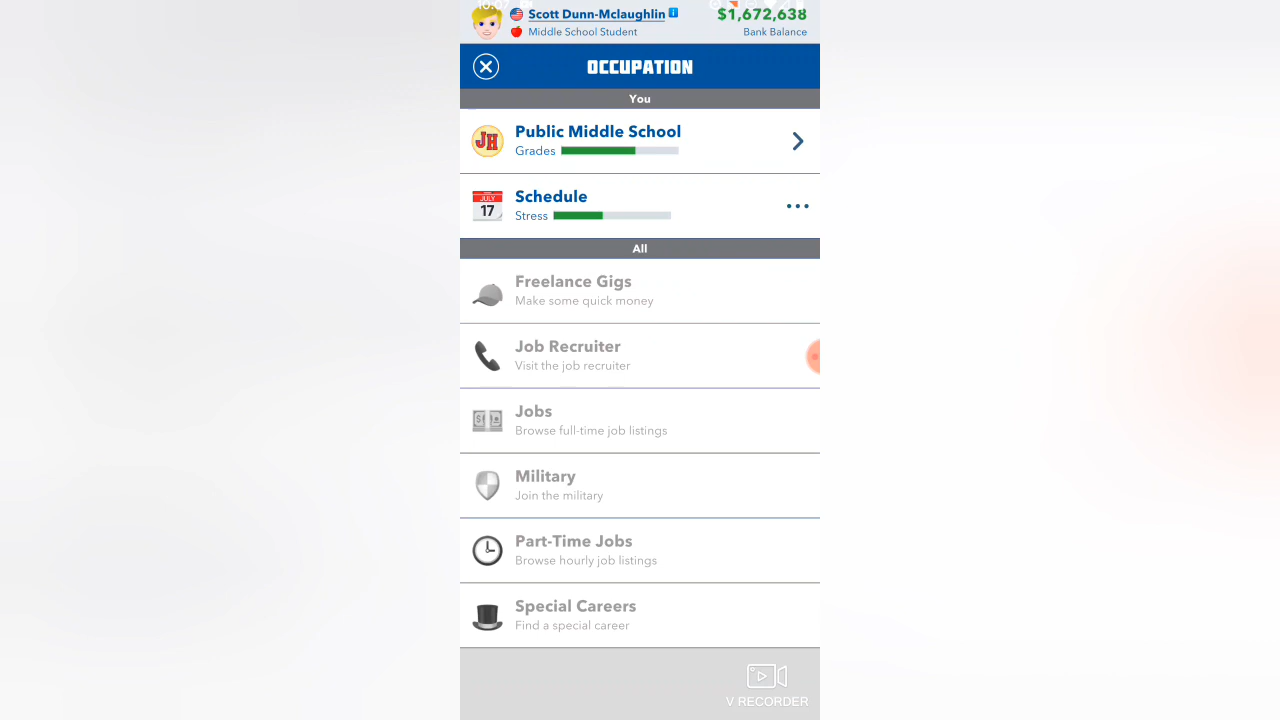 10:07
Scott Dunn-Mclaughlin
$1,672,638
Middle School Student
Bank Balance
OCCUPATION
You
JH
Public Middle School
Grades
JULY
17
Schedule
Stress
All
Freelance Gigs
Make some quick money
Job Recruiter
Visit the job recruiter
Jobs
Browse full-time job listings
Military
Join the military
Part-Time Jobs
Browse hourly job listings
Special Careers
Find a special career
V RECORDER